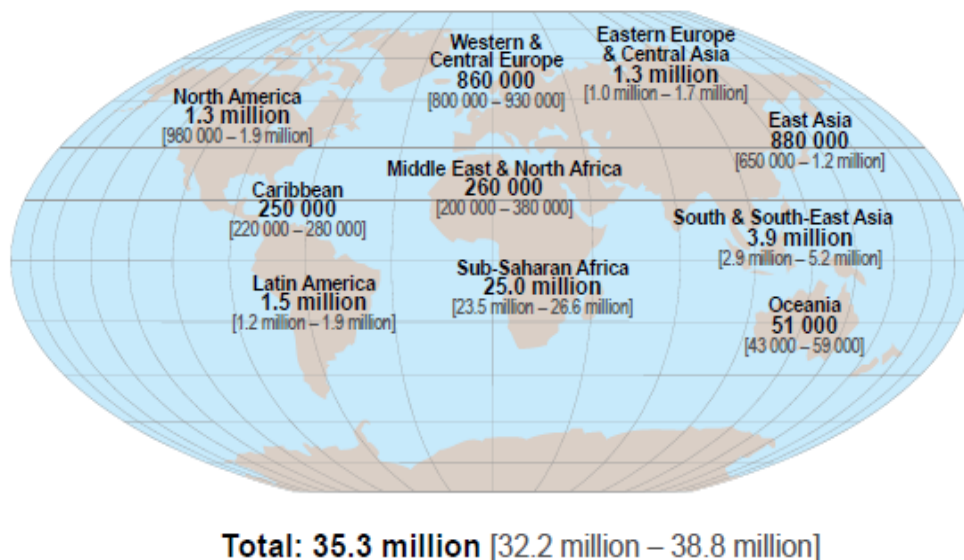 Western &
Central Europe
860 000
[800 000 – 930 000]
Eastern Europe
& Central Asia
1.3 million
[1.0 million – 1.7 million]
North America
1.3 million
[980 000 – 1.9 million]
East Asia
880 000
[650 000 – 1.2 million]
Middle East & North Africa
260 000
[200 000 – 380 000]
Caribbean
250 000
[220 000 – 280 000]
South & South-East Asia
3.9 million
[2.9 million – 5.2 million]
Sub-Saharan Africa
25.0 million
[23.5 million – 26.6 million]
Latin America
1.5 million
[1.2 million – 1.9 million]
Oceania
51 000
[43 000 – 59 000]
Total: 35.3 million [32.2 million – 38.8 million]